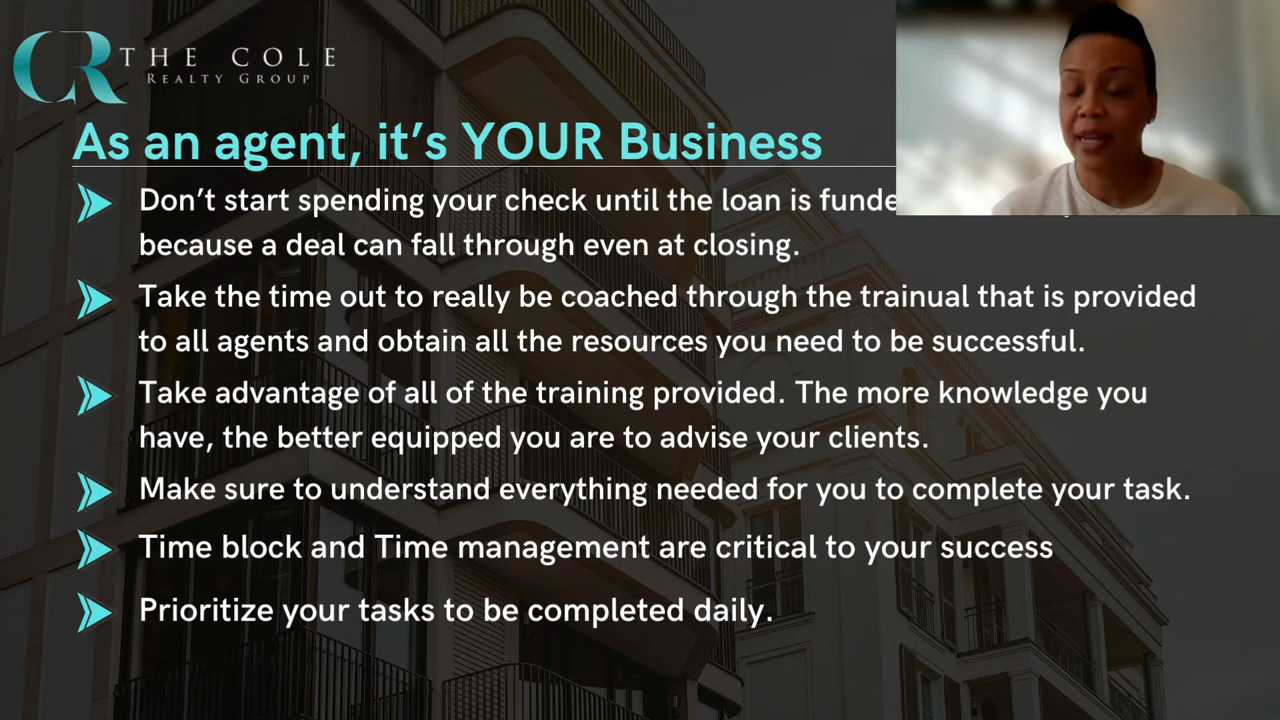 CR THE COLE
REALTY GROUP
As an agent, it's YOUR Business
Don't start spending your check until the loan is
because a deal can fall through even at closing.
Take the time out to really be coached through the trainual that is provided
to all agents and obtain all the resources you need to be successful.
Take advantage of all of the training provided. The more knowledge you
have, the better equipped you are to advise your clients.
Make sure to understand everything needed for you to complete your task.
Time block and Time management are critical to your success
Prioritize your tasks to be completed daily.